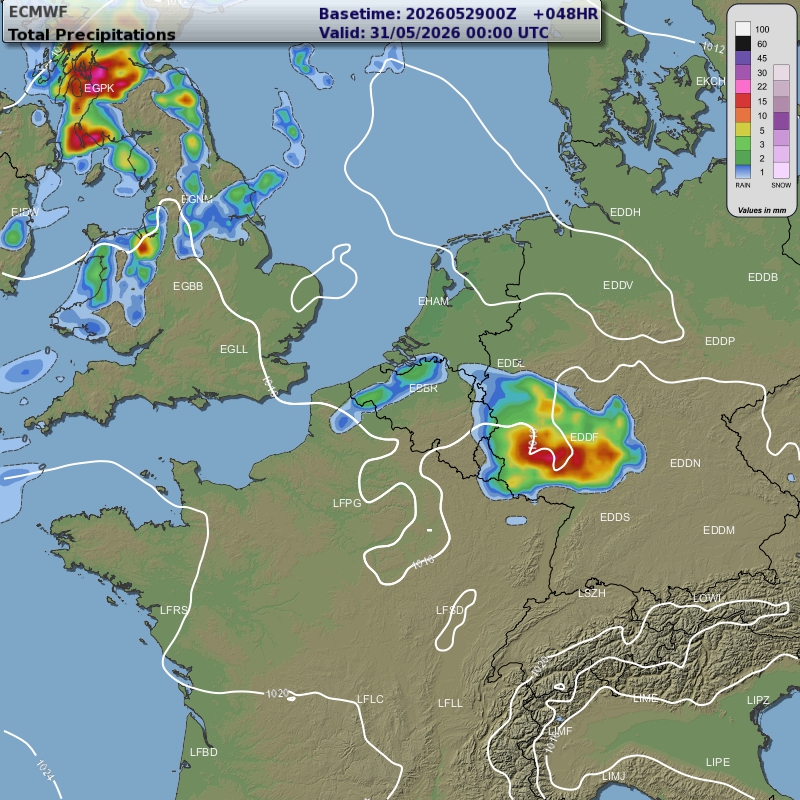 ECMWF
Basetime: 2026052900Z +048HR
Total Precipitations
Valid: 31/05/2026 00:00 UTC
100
60
45
30
22
15
10
5
3
2
1
RAIN SNOW
Values in mm
1012
EGPK
EKCH
EGNM
EDDH
EGBB
EDDV
EDDB
EHAM
EGLL
EDDP
EDDL
EBBR
1016
EDDF
EDDN
LFPG
EDDS
EDDM
1016
LSZH
LOWI
LFRS
LFSD
1020
1020
LFLC
LFLL
LIME
LIPZ
LIMF
LFBD
LIPE
1024
LIMJ